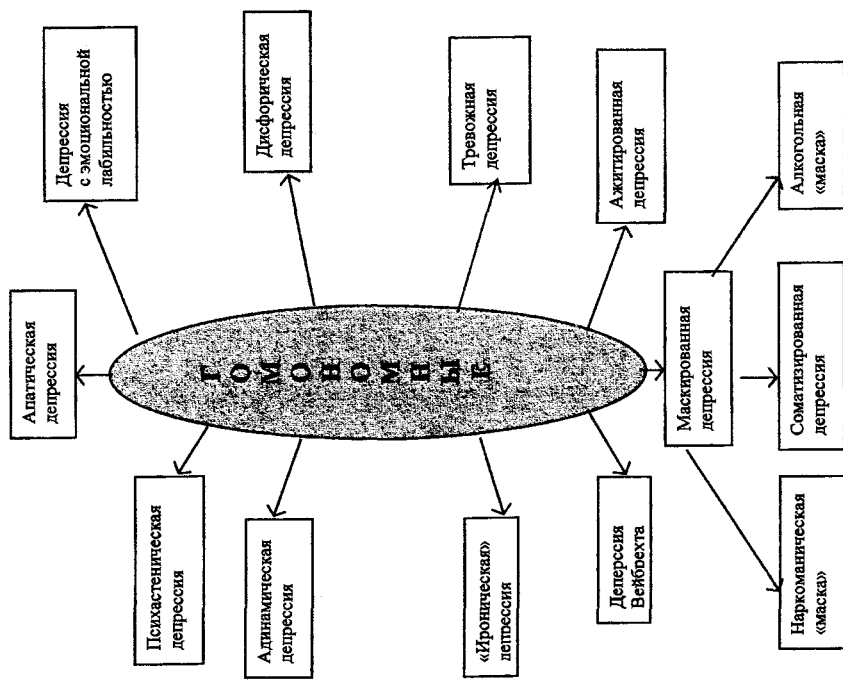 Апатическая
депрессия
Депрессия
с эмоциональной
лабильностью
Дисфорическая
депрессия
Тревожная
депрессия
Ажитированная
депрессия
ГОМОНОМНЫЕ
Психастеническая
депрессия
Адинамическая
депрессия
«Ироническая»
депрессия
Деперссия
Вейбрехта
Маскированная
депрессия
Наркоманическая
«маска»
Соматизированная
депрессия
Алкогольная
«маска»